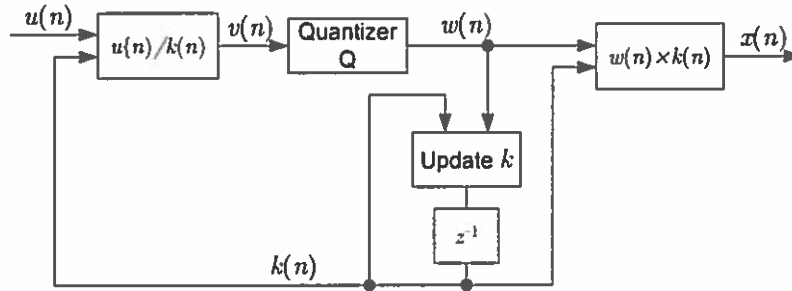 u(n)
u(n)/k(n)
v(n)
Quantizer
Q
w(n)
w(n)×k(n)
x(n)
Update k
z⁻¹
k(n)